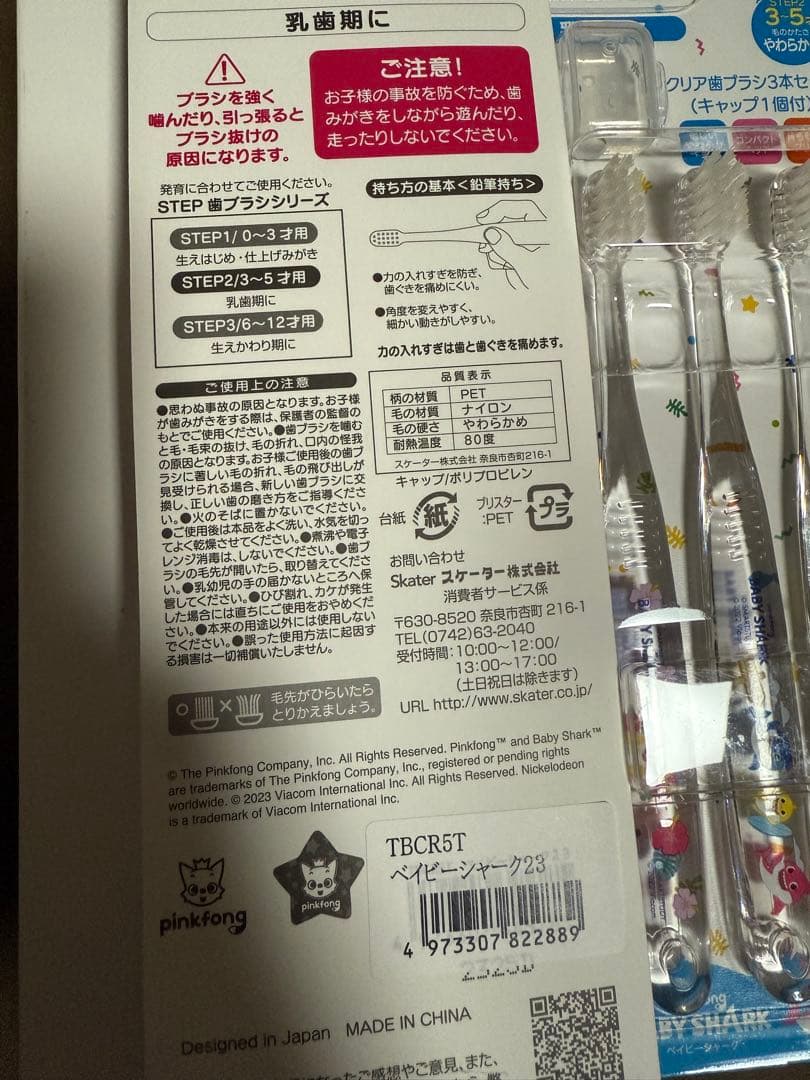 乳歯期に
ブラシを強く
噛んだり、引っ張ると
ブラシ抜けの
原因になります。
ご注意!
お子様の事故を防ぐため、歯
みがきをしながら遊んだり、
走ったりしないでください。
発育に合わせてご使用ください。
STEP 歯ブラシシリーズ
STEP1/ 0〜3 才用
生えはじめ・仕上げみがき
STEP2/3〜5 才用
乳歯期に
STEP3/6〜12才用
生えかわり期に
持ち方の基本<鉛筆持ち>
●力の入れすぎを防ぎ、
歯ぐきを痛めにくい。
●角度を変えやすく、
細かい動きがしやすい。
力の入れすぎは歯と歯ぐきを痛めます。
品質表示
柄の材質 PET
毛の材質 ナイロン
毛の硬さ やわらかめ
耐熱温度 80度
スケーター株式会社 奈良市杏町216-1
キャップ/ポリプロピレン
台紙 紙 ブリスター
:PET プラ
ご使用上の注意
●思わぬ事故の原因となります。お子様
が歯みがきをする際は、保護者の監督の
もとでご使用ください。●歯ブラシを噛む
と毛・毛束の抜け、毛の折れ、口内の怪我
の原因となります。お子様ご使用後の歯ブ
ラシに著しい毛の折れ、毛の飛び出しが
見受けられる場合、新しい歯ブラシに交
換し、正しい歯の磨き方をご指導くださ
い。●火のそばに置かないでください。
●ご使用後は本品をよく洗い、水気を切っ
てよく乾燥させてください。●煮沸や電子
レンジ消毒は、しないでください。●歯ブ
ラシの毛先が開いたら、取り替えてくださ
い。●乳幼児の手の届かないところへ保
管してください。●ひび割れ、カケが発生
した場合には直ちにご使用をおやめくだ
さい。●本来の用途以外には使用しない
でください。●誤った使用方法に起因す
る損害は一切補償いたしません。
お問い合わせ
Skater スケーター株式会社
消費者サービス係
〒630-8520 奈良市杏町 216-1
TEL(0742)63-2040
受付時間:10:00〜12:00/
13:00〜17:00
(土日祝日は除きます)
URL http://www.skater.co.jp/
○ × 毛先がひらいたら
とりかえましょう。
© The Pinkfong Company, Inc. All Rights Reserved. Pinkfong™ and Baby Shark™
are trademarks of The Pinkfong Company, Inc., registered or pending rights
worldwide. © 2023 Viacom International Inc. All Rights Reserved. Nickelodeon
is a trademark of Viacom International Inc.
pinkfong
pinkfong
TBCR5T
ベイビーシャーク23
4 973307 822889
Designed in Japan MADE IN CHINA
ご感想やご意見、また、
STEP2
3〜5
毛のかたさ
やわらか
クリア歯ブラシ3本セ
(キャップ1個付)
コンパクト
BABY SHARK
BABY SHARK
BABY SHARK
ベイビーシャーク